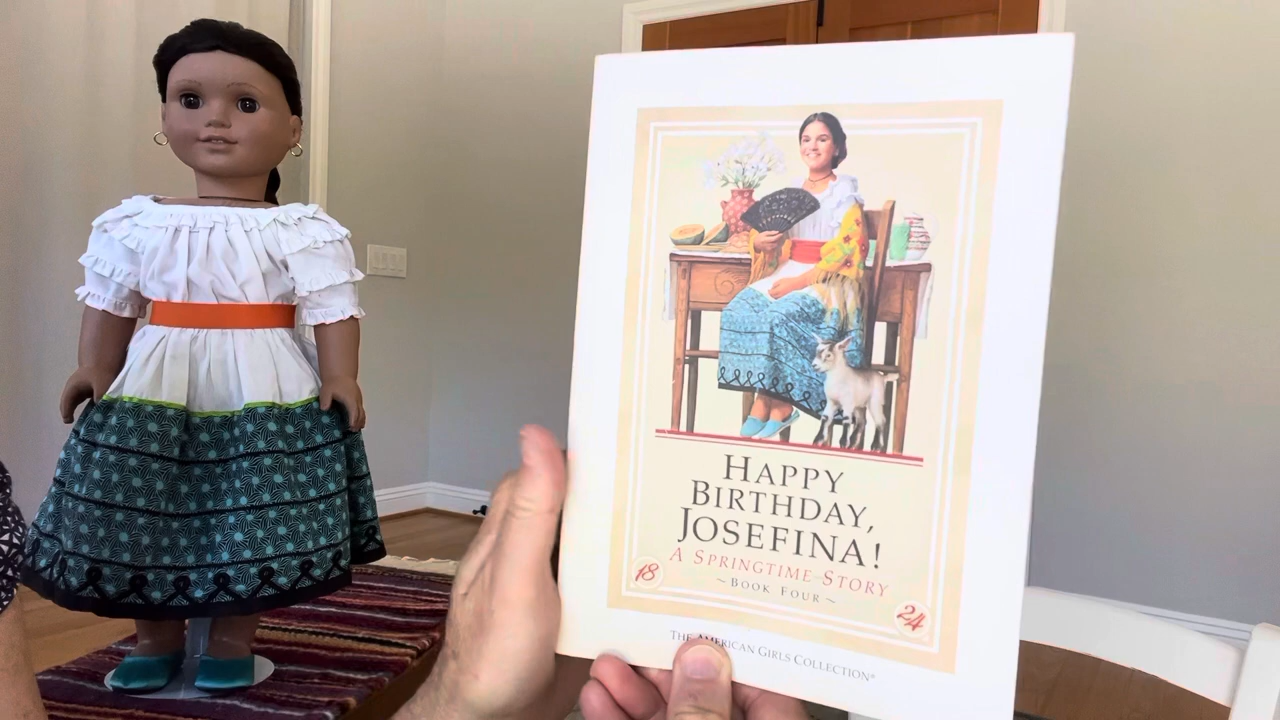 HAPPY
BIRTHDAY,
JOSEFINA!
A SPRINGTIME STORY
~ BOOK FOUR ~
18
24
THE AMERICAN GIRLS COLLECTION®